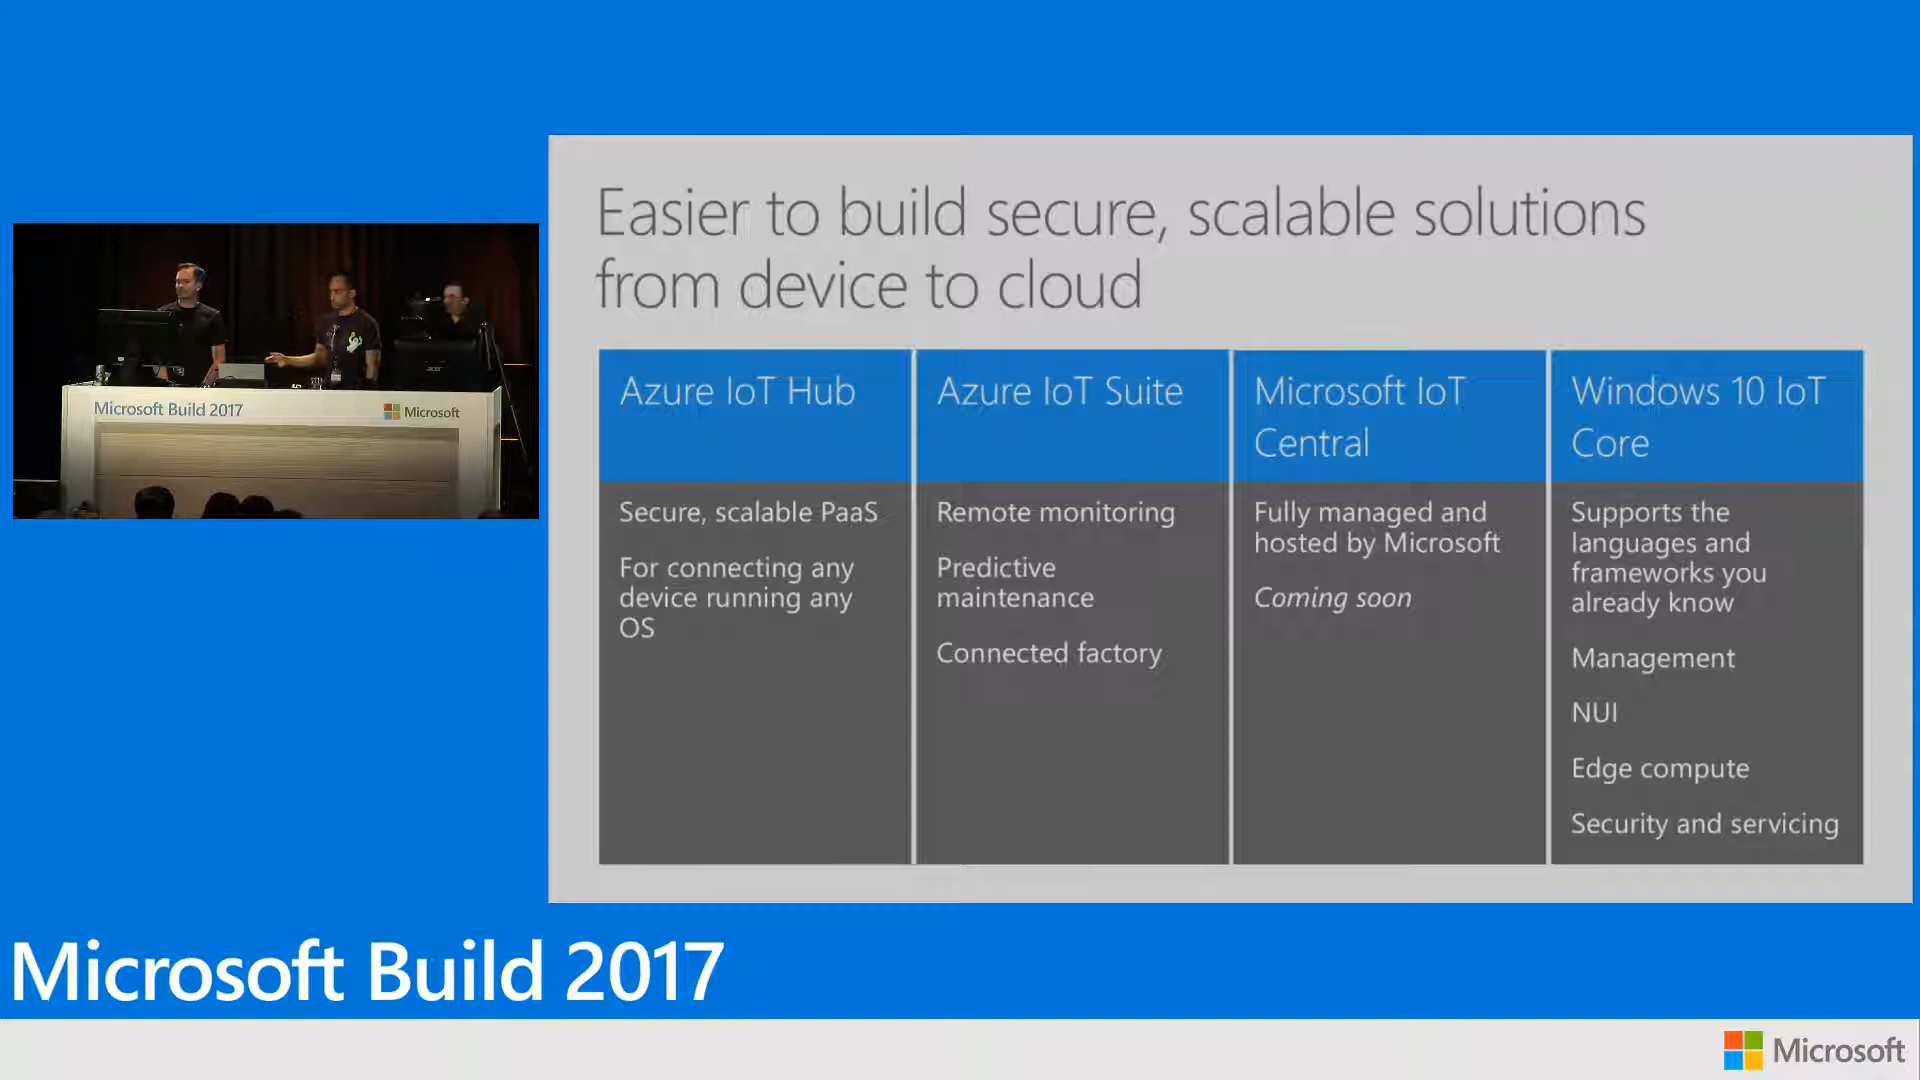 Easier to build secure, scalable solutions
from device to cloud
Azure IoT Hub
Secure, scalable PaaS
For connecting any
device running any
OS
Azure IoT Suite
Remote monitoring
Predictive
maintenance
Connected factory
Microsoft IoT
Central
Fully managed and
hosted by Microsoft
Coming soon
Windows 10 IoT
Core
Supports the
languages and
frameworks you
already know
Management
NUI
Edge compute
Security and servicing
Microsoft Build 2017
Microsoft
Microsoft Build 2017
Microsoft